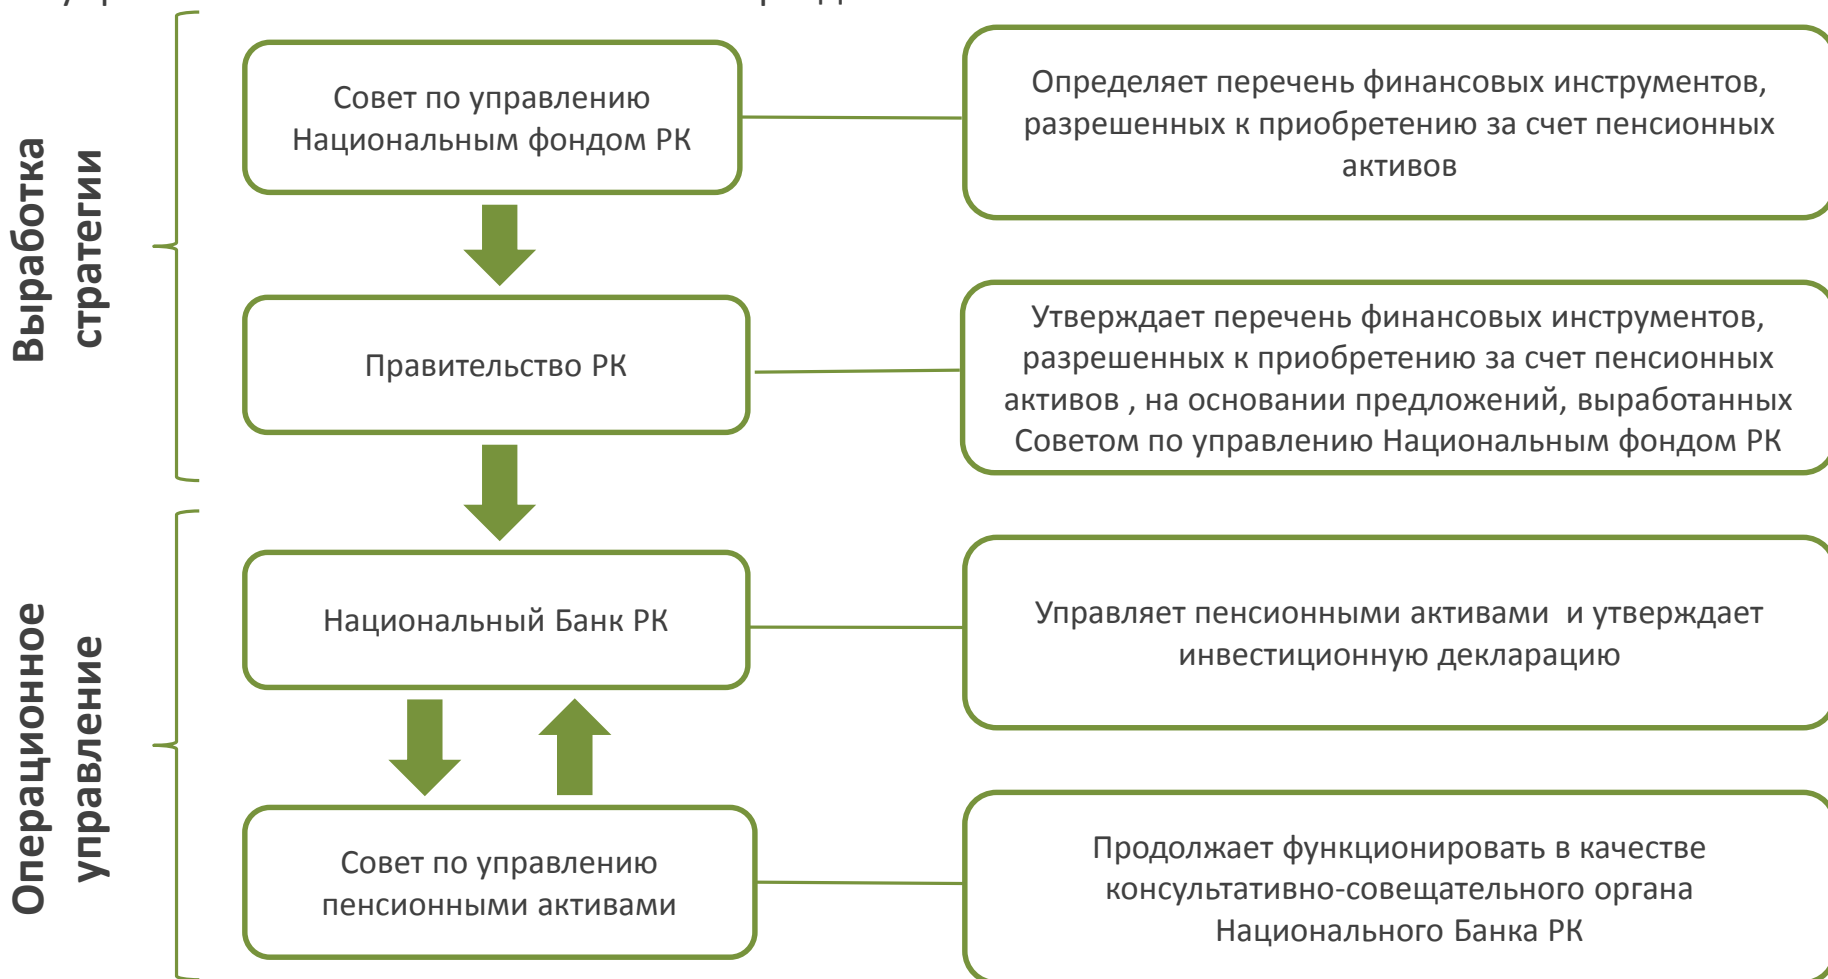 Выработка
стратегии
Совет по управлению
Национальным фондом РК
Определяет перечень финансовых инструментов,
разрешенных к приобретению за счет пенсионных
активов
Правительство РК
Утверждает перечень финансовых инструментов,
разрешенных к приобретению за счет пенсионных
активов , на основании предложений, выработанных
Советом по управлению Национальным фондом РК
Операционное
управление
Национальный Банк РК
Управляет пенсионными активами  и утверждает
инвестиционную декларацию
Совет по управлению
пенсионными активами
Продолжает функционировать в качестве
консультативно-совещательного органа
Национального Банка РК